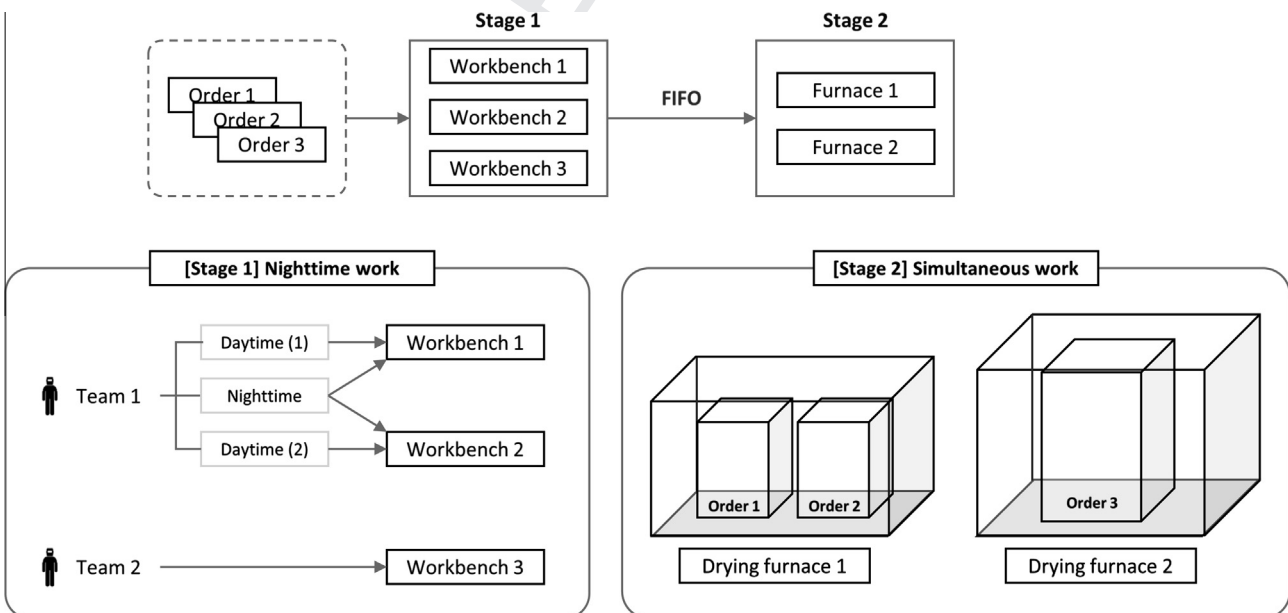 Stage 1
Stage 2
Order 1
Order 2
Order 3
Workbench 1
Workbench 2
Workbench 3
FIFO
Furnace 1
Furnace 2
[Stage 1] Nighttime work
Team 1
Daytime (1)
Nighttime
Daytime (2)
Workbench 1
Workbench 2
Team 2
Workbench 3
[Stage 2] Simultaneous work
Order 1
Order 2
Order 3
Drying furnace 1
Drying furnace 2